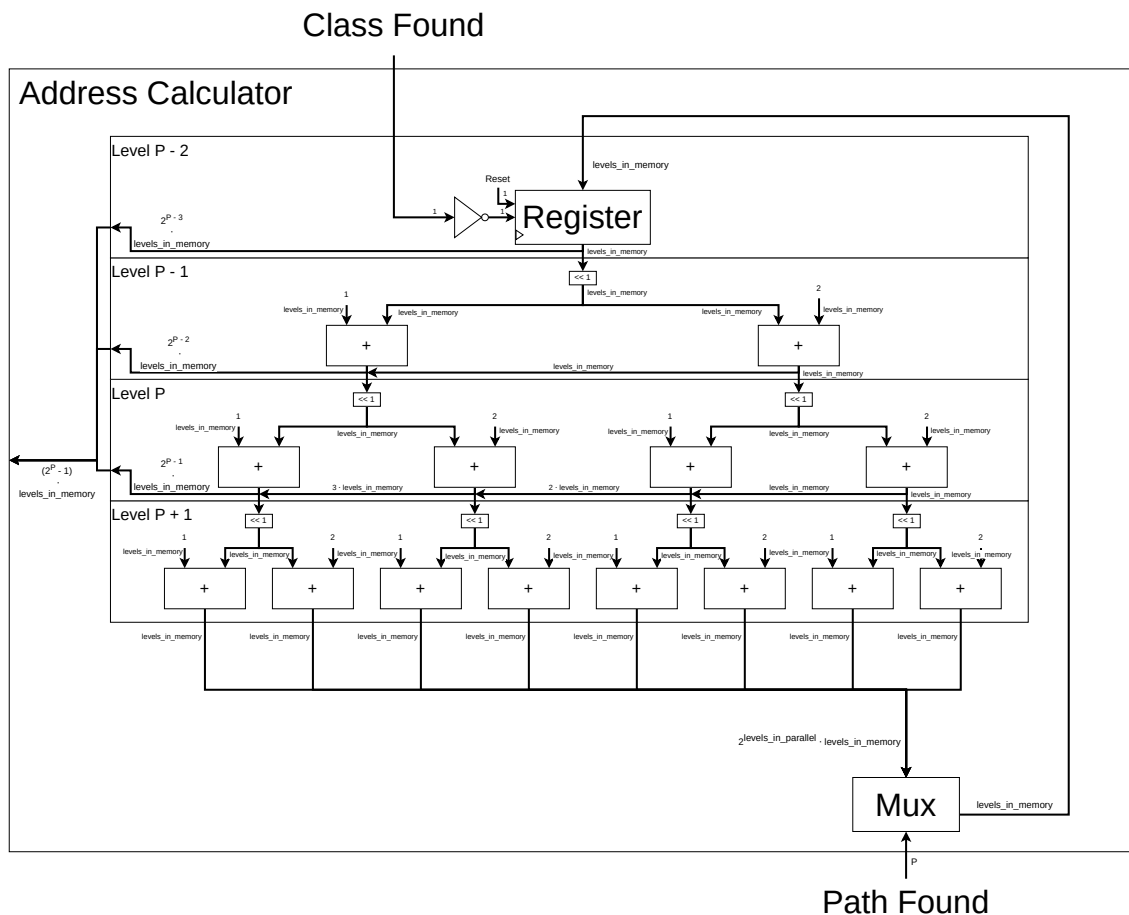 Class Found
Address Calculator
Level P - 2
levels_in_memory
Reset
1
1
1
Register
2^P - 3
·
levels_in_memory
levels_in_memory
Level P - 1
<< 1
levels_in_memory
1
2
levels_in_memory
levels_in_memory
levels_in_memory
levels_in_memory
+
+
2^P - 2
·
levels_in_memory
levels_in_memory
levels_in_memory
Level P
<< 1
<< 1
1
2
1
2
levels_in_memory
levels_in_memory
levels_in_memory
levels_in_memory
levels_in_memory
levels_in_memory
+
+
+
+
(2^P - 1)
·
levels_in_memory
2^P - 1
·
levels_in_memory
3 · levels_in_memory
2 · levels_in_memory
levels_in_memory
levels_in_memory
Level P + 1
<< 1
<< 1
<< 1
<< 1
1
2
1
2
1
2
1
2
levels_in_memory
levels_in_memory
levels_in_memory
levels_in_memory
levels_in_memory
levels_in_memory
levels_in_memory
levels_in_memory
levels_in_memory
levels_in_memory
levels_in_memory
levels_in_memory
+
+
+
+
+
+
+
+
levels_in_memory
levels_in_memory
levels_in_memory
levels_in_memory
levels_in_memory
levels_in_memory
levels_in_memory
levels_in_memory
2^levels_in_parallel · levels_in_memory
Mux
levels_in_memory
P
Path Found